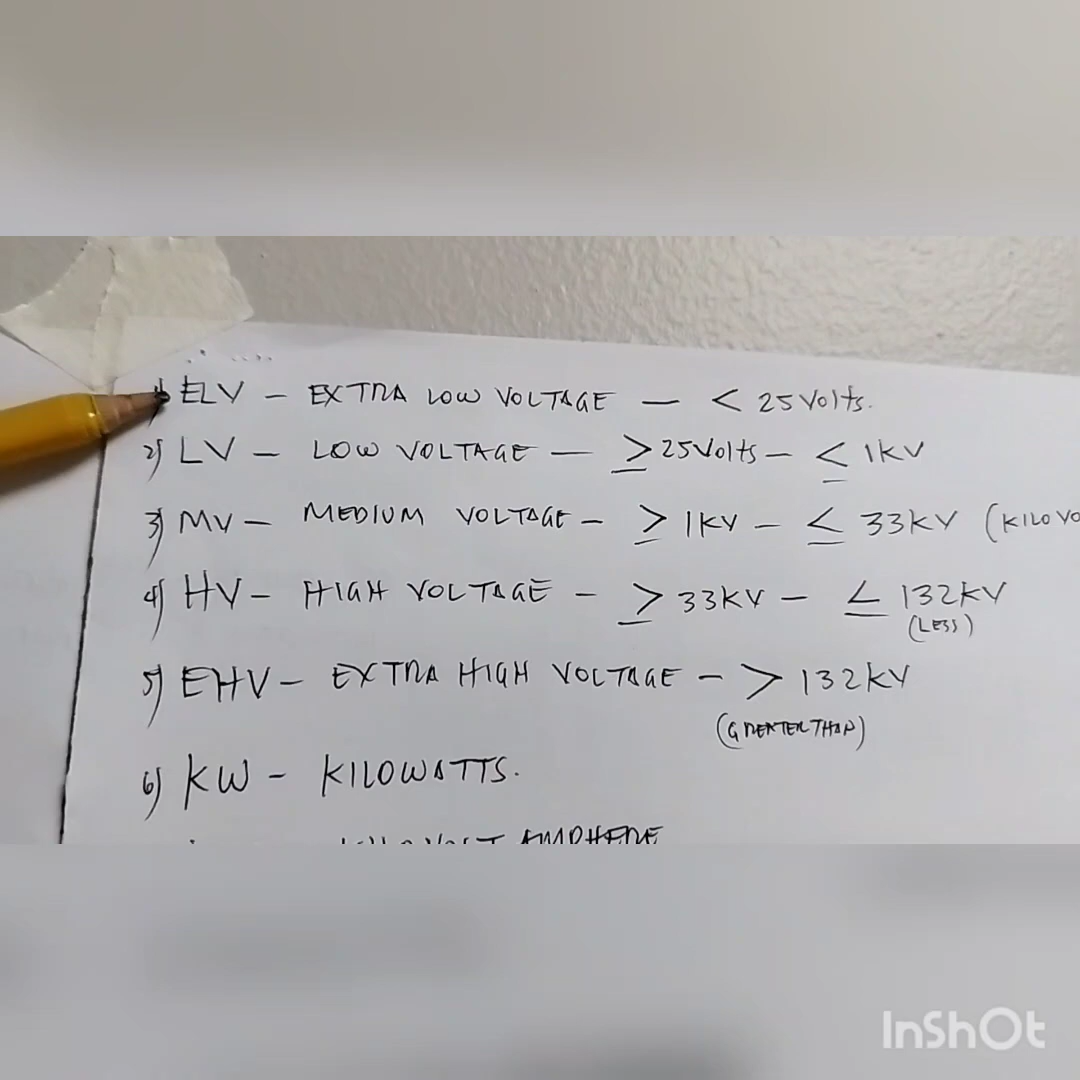 1) ELV - EXTRA LOW VOLTAGE — < 25 Volts.
2) LV - LOW VOLTAGE — ≥ 25 Volts - ≤ 1KV
3) MV - MEDIUM VOLTAGE - ≥ 1KV - ≤ 33KV (KILO VO
4) HV - HIGH VOLTAGE - ≥ 33KV - ≤ 132KV
(LESS)
5) EHV - EXTRA HIGH VOLTAGE - > 132KV
(GREATER THAN)
6) KW - KILOWATTS.
InShOt